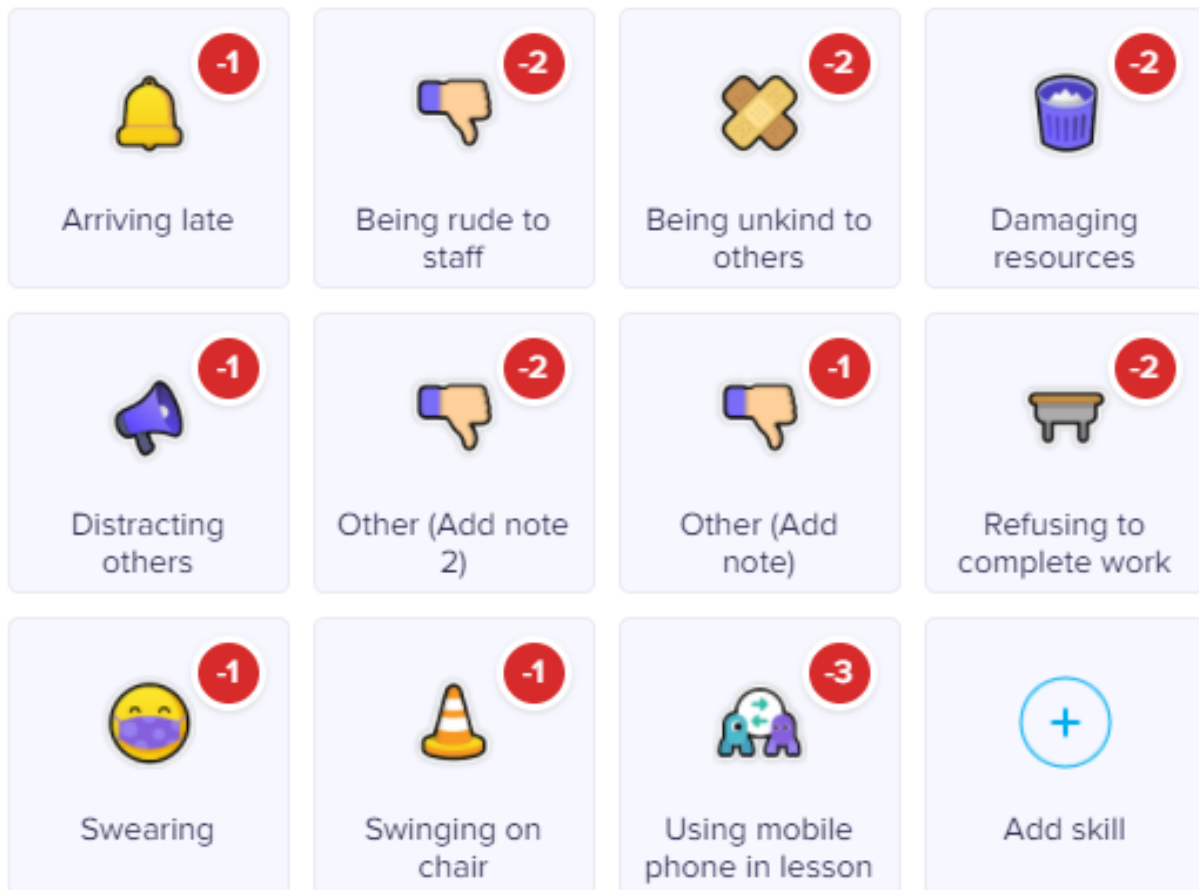 -1
-2
-2
-2
Arriving late
Being rude to
staff
Being unkind to
others
Damaging
resources
-1
-2
-1
-2
Distracting
others
Other (Add note
2)
Other (Add
note)
Refusing to
complete work
-1
-1
-3
Swearing
Swinging on
chair
Using mobile
phone in lesson
+
Add skill